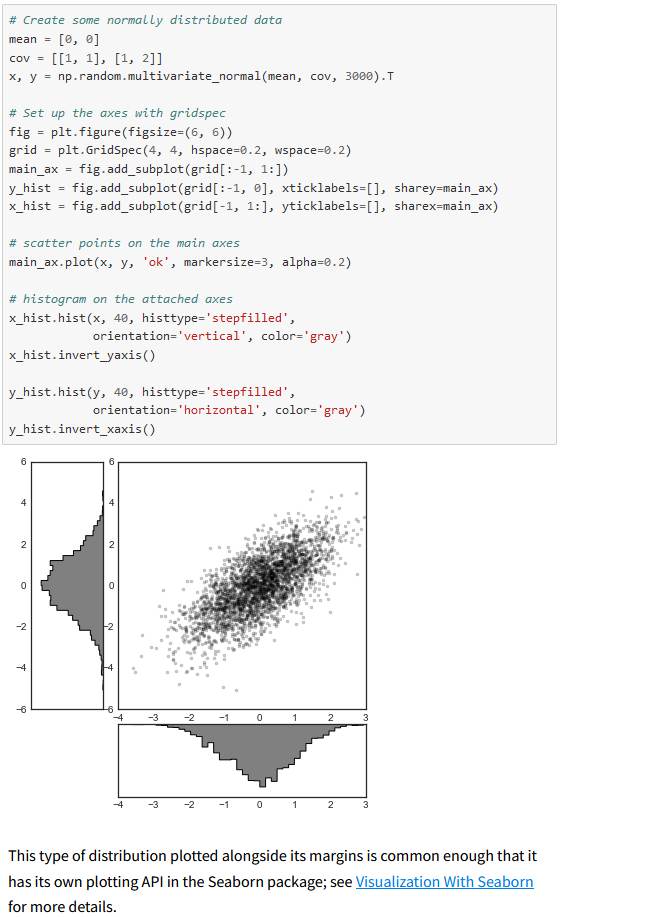 # Create some normally distributed data
mean = [0, 0]
cov = [[1, 1], [1, 2]]
x, y = np.random.multivariate_normal(mean, cov, 3000).T
# Set up the axes with gridspec
fig = plt.figure(figsize=(6, 6))
grid = plt.GridSpec(4, 4, hspace=0.2, wspace=0.2)
main_ax = fig.add_subplot(grid[:-1, 1:])
y_hist = fig.add_subplot(grid[:-1, 0], xticklabels=[], sharey=main_ax)
x_hist = fig.add_subplot(grid[-1, 1:], yticklabels=[], sharex=main_ax)
# scatter points on the main axes
main_ax.plot(x, y, 'ok', markersize=3, alpha=0.2)
# histogram on the attached axes
x_hist.hist(x, 40, histtype='stepfilled',
            orientation='vertical', color='gray')
x_hist.invert_yaxis()
y_hist.hist(y, 40, histtype='stepfilled',
            orientation='horizontal', color='gray')
y_hist.invert_xaxis()
6 6
4 4
2 2
0 0
−2 −2
−4 −4
−6 −6
−4 −3 −2 −1 0 1 2 3
−4 −3 −2 −1 0 1 2 3
This type of distribution plotted alongside its margins is common enough that it
has its own plotting API in the Seaborn package; see Visualization With Seaborn
for more details.